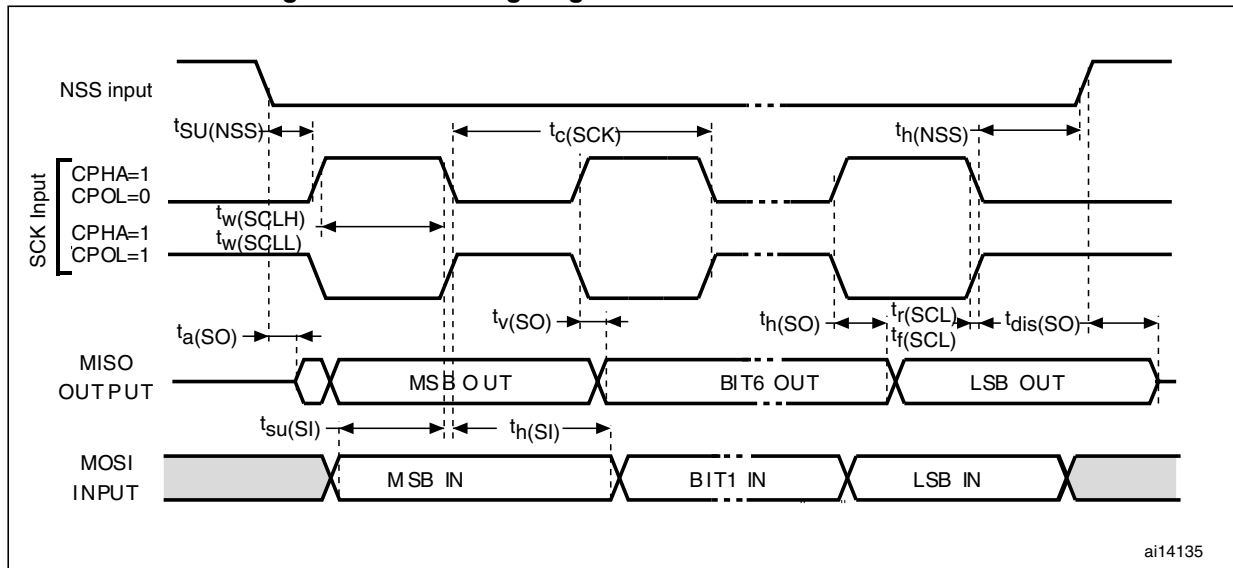 NSS input
tSU(NSS)
tc(SCK)
th(NSS)
SCK Input
CPHA=1
CPOL=0
tw(SCLH)
tw(SCLL)
CPHA=1
CPOL=1
ta(SO)
tv(SO)
th(SO)
tr(SCL)
tf(SCL)
tdis(SO)
MISO
OUTPUT
MSB OUT
BIT6 OUT
LSB OUT
tsu(SI)
th(SI)
MOSI
INPUT
MSB IN
BIT1 IN
LSB IN
ai14135